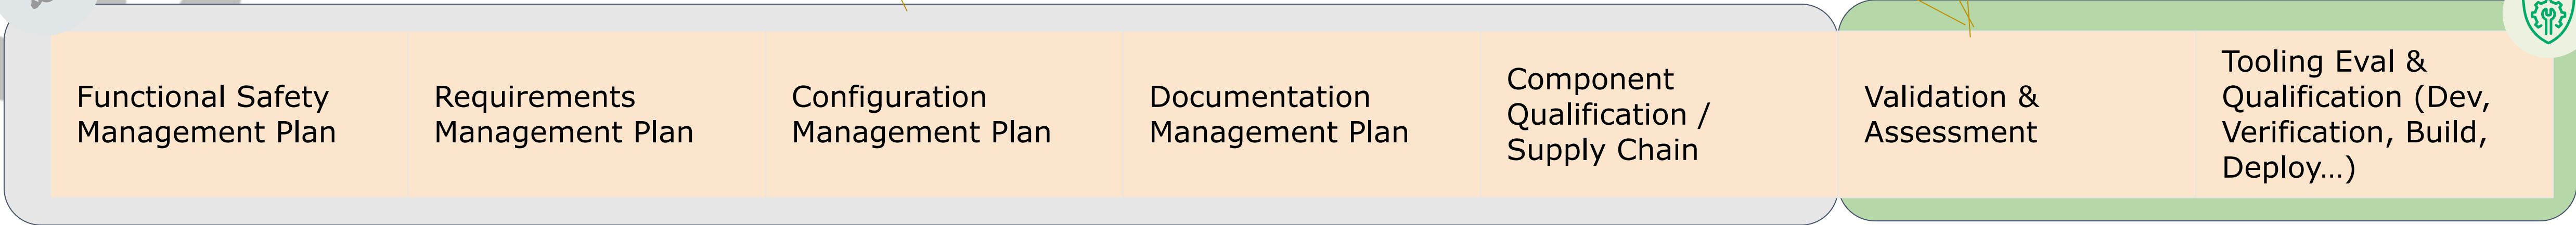 Functional Safety
Management Plan
Requirements
Management Plan
Configuration
Management Plan
Documentation
Management Plan
Component
Qualification /
Supply Chain
Validation &
Assessment
Tooling Eval &
Qualification (Dev,
Verification, Build,
Deploy…)